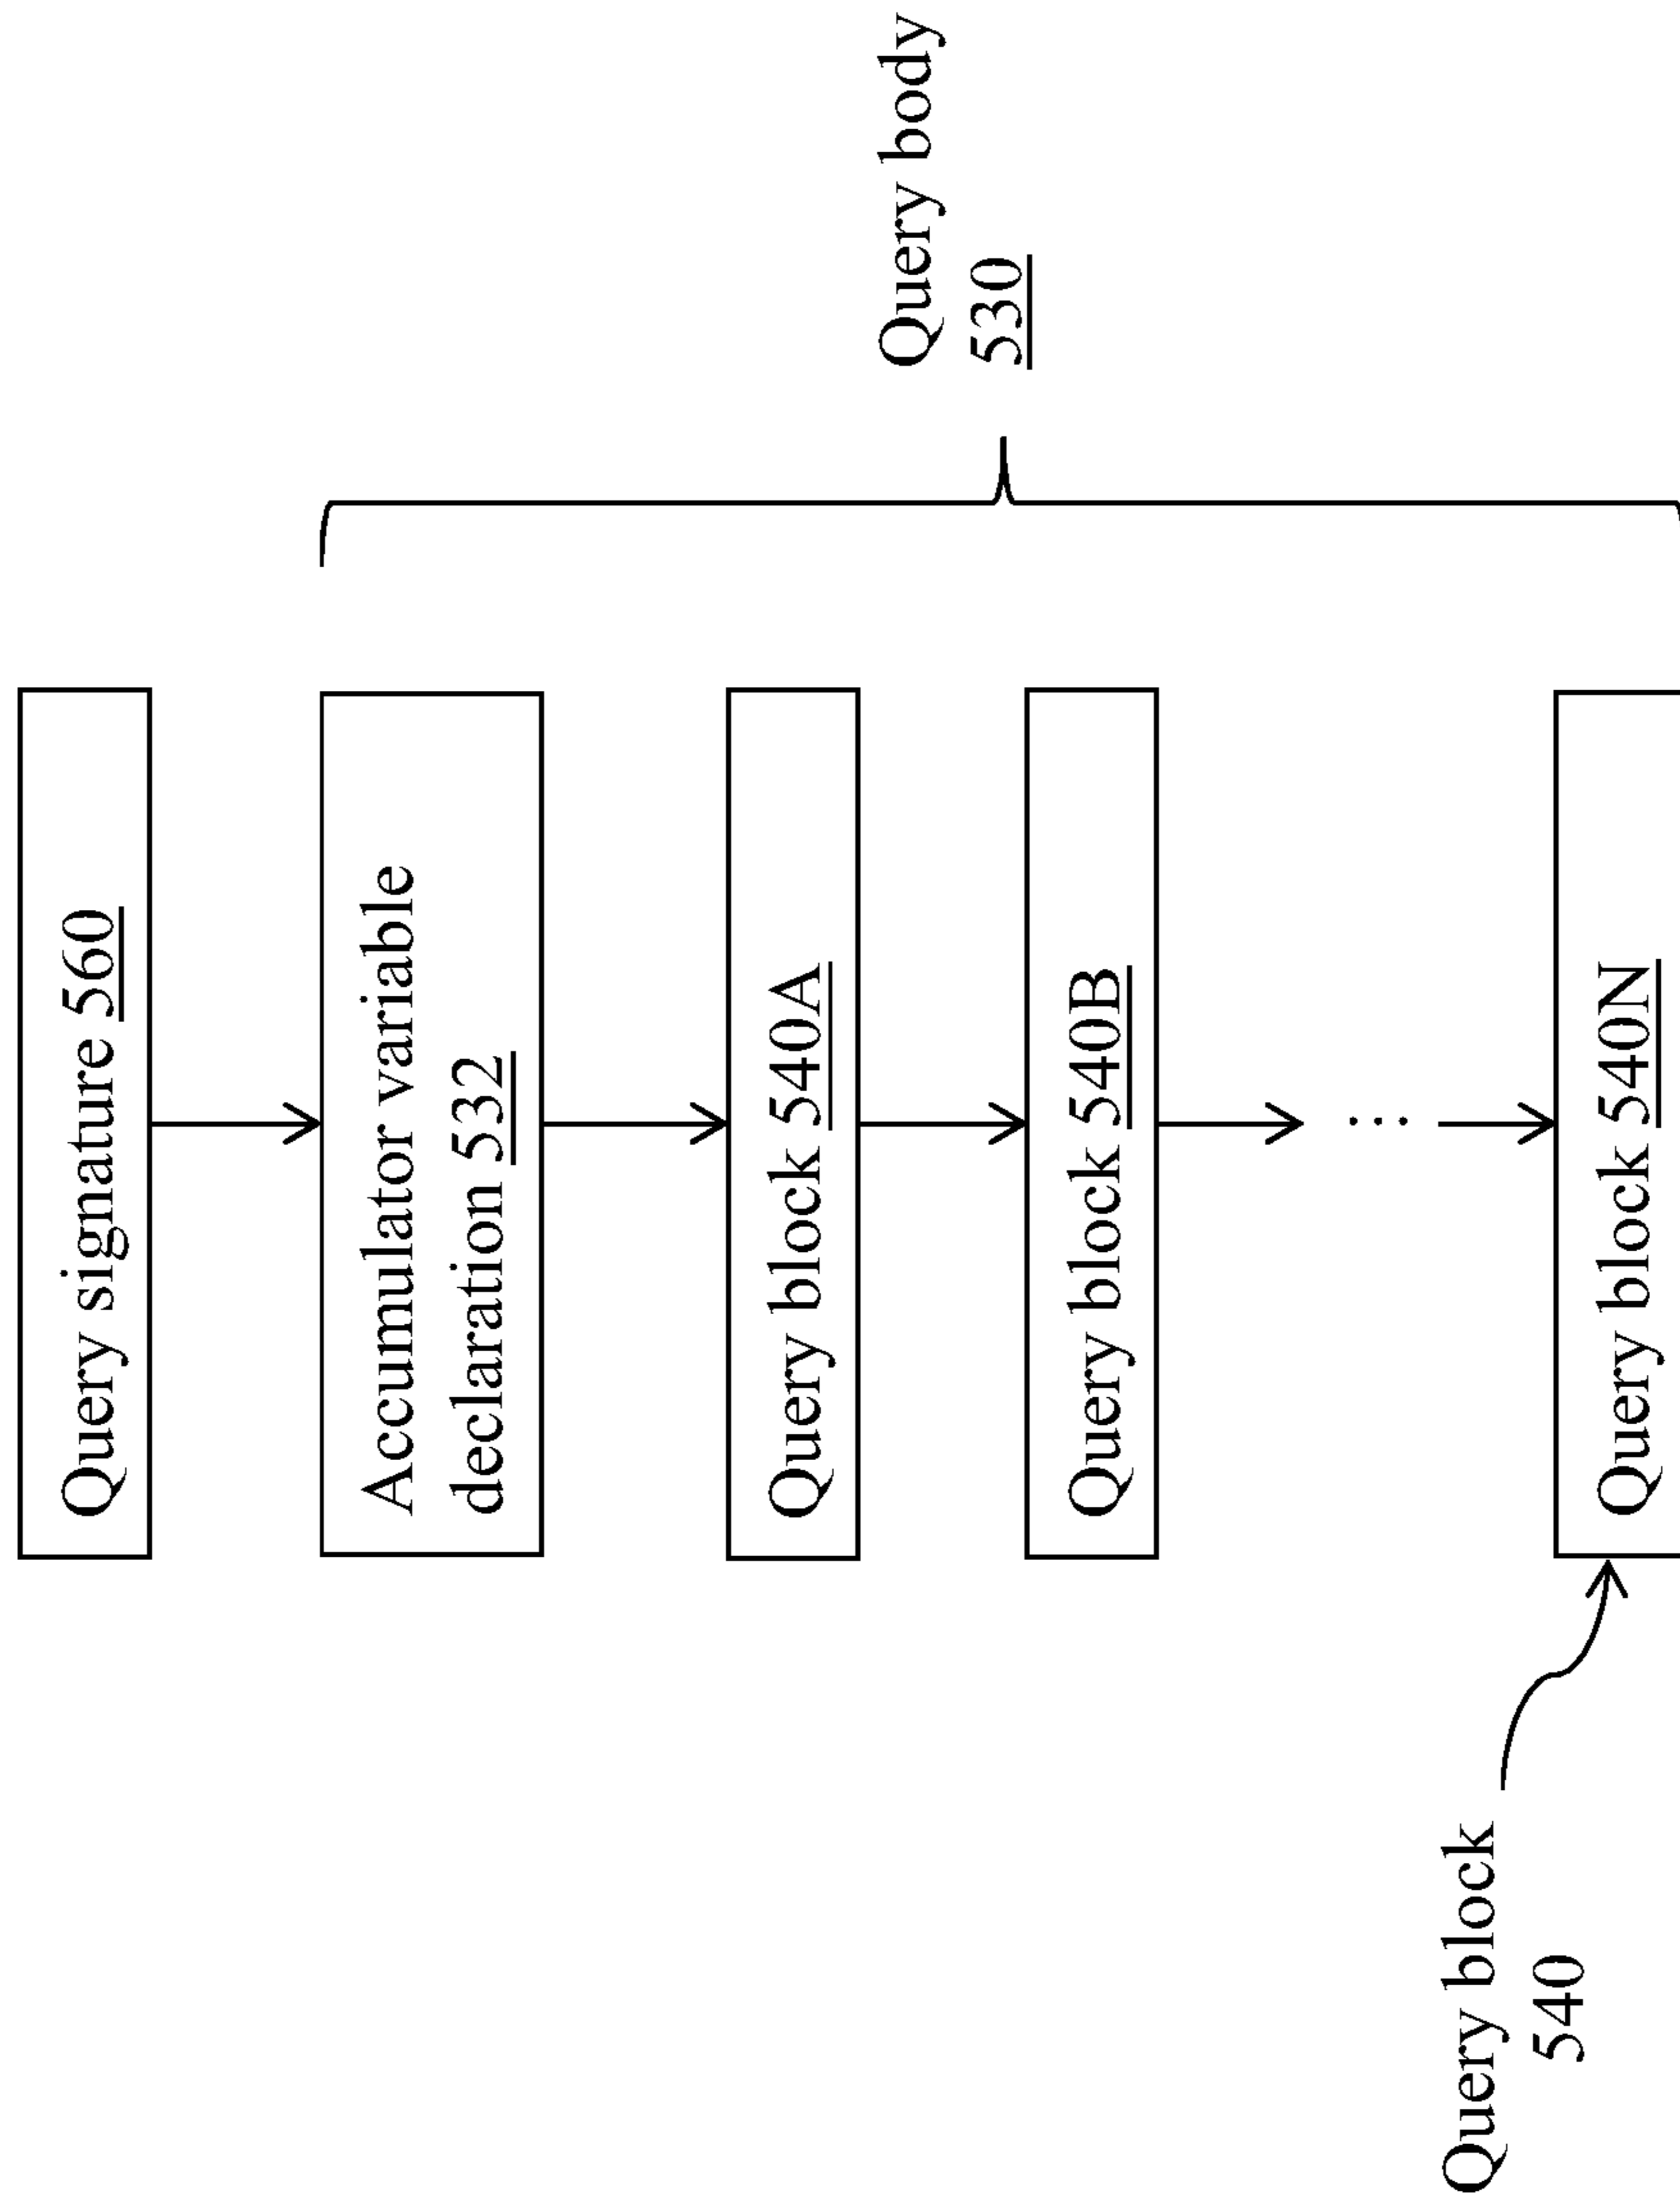 Query signature 560
Accumulator variable
declaration 532
Query block 540A
Query block 540B
Query block 540N
Query body
530
Query block
540